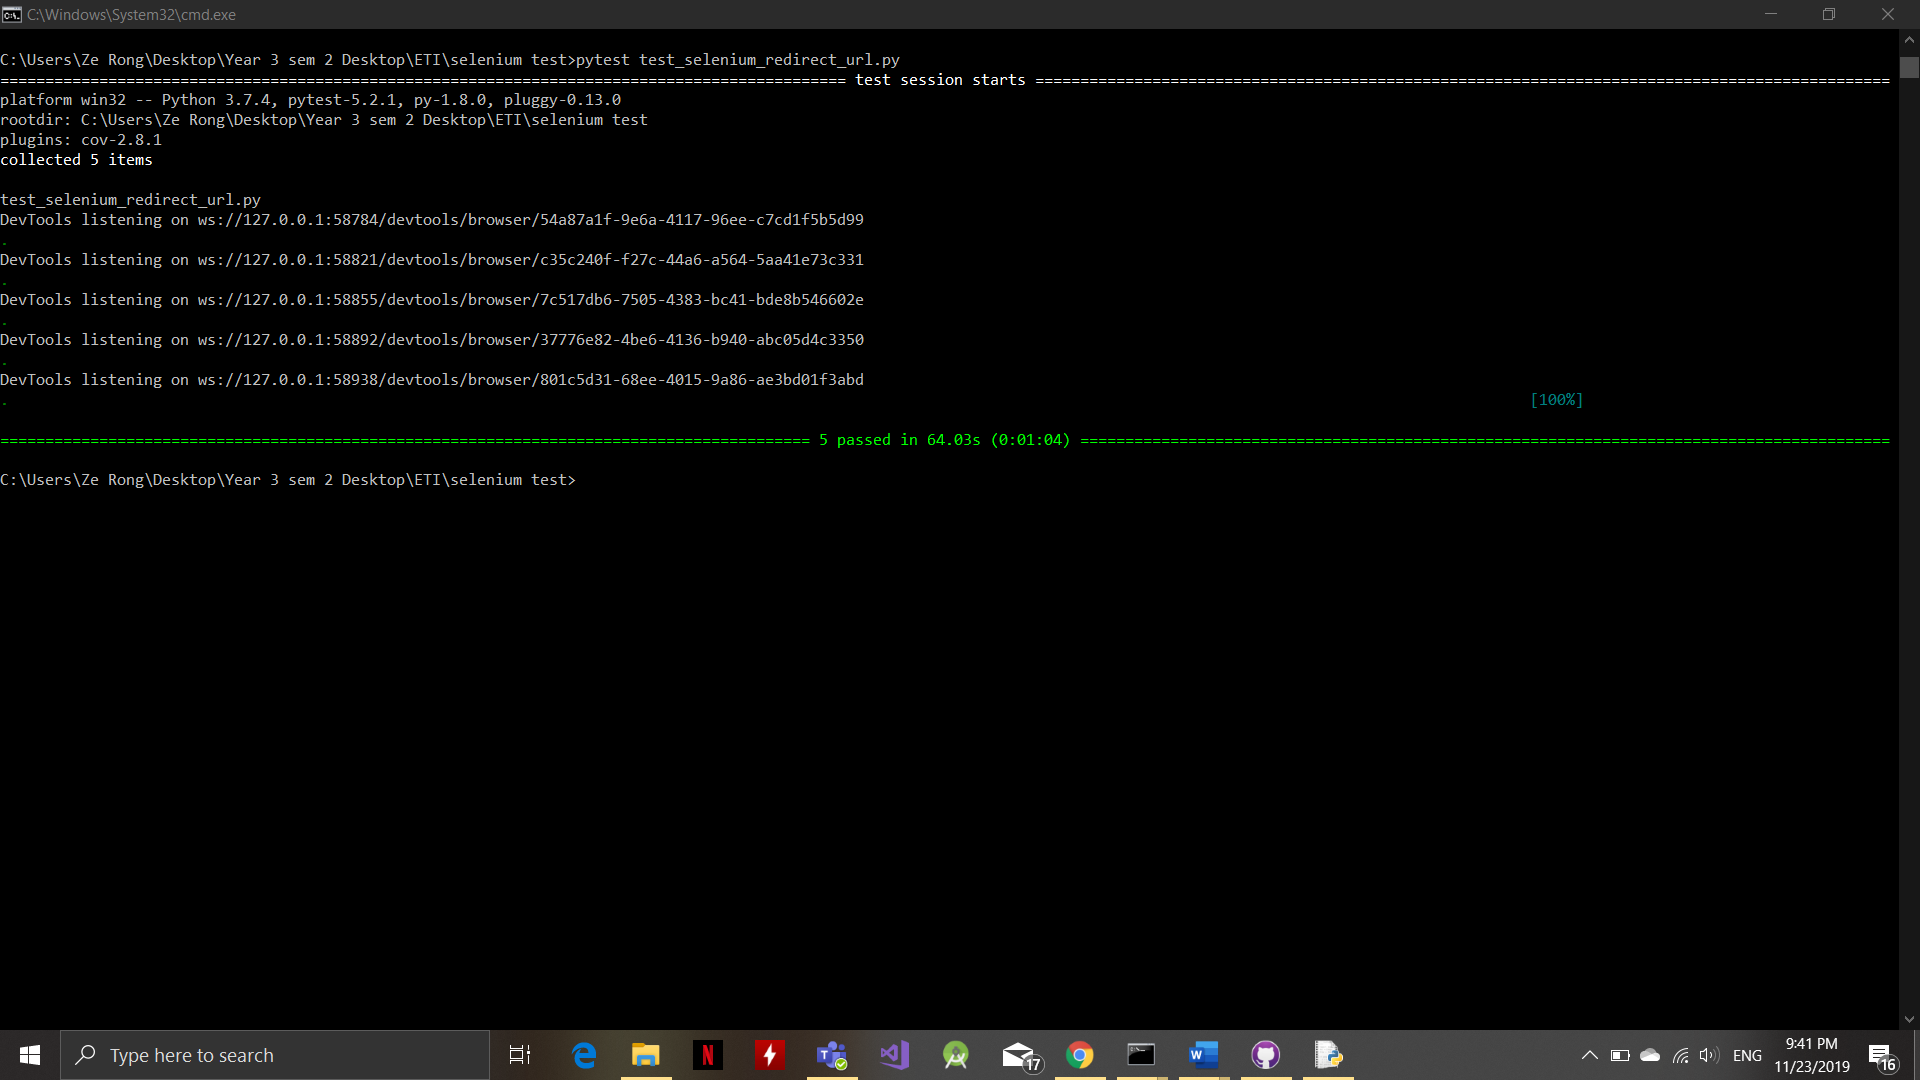 C:\Windows\System32\cmd.exe
C:\Users\Ze Rong\Desktop\Year 3 sem 2 Desktop\ETI\selenium test>pytest test_selenium_redirect_url.py
============================================================================================== test session starts ===============================================================================================
platform win32 -- Python 3.7.4, pytest-5.2.1, py-1.8.0, pluggy-0.13.0
rootdir: C:\Users\Ze Rong\Desktop\Year 3 sem 2 Desktop\ETI\selenium test
plugins: cov-2.8.1
collected 5 items
test_selenium_redirect_url.py
DevTools listening on ws://127.0.0.1:58784/devtools/browser/54a87a1f-9e6a-4117-96ee-c7cd1f5b5d99
.
DevTools listening on ws://127.0.0.1:58821/devtools/browser/c35c240f-f27c-44a6-a564-5aa41e73c331
.
DevTools listening on ws://127.0.0.1:58855/devtools/browser/7c517db6-7505-4383-bc41-bde8b546602e
.
DevTools listening on ws://127.0.0.1:58892/devtools/browser/37776e82-4be6-4136-b940-abc05d4c3350
.
DevTools listening on ws://127.0.0.1:58938/devtools/browser/801c5d31-68ee-4015-9a86-ae3bd01f3abd
. [100%]
========================================================================================== 5 passed in 64.03s (0:01:04) ==========================================================================================
C:\Users\Ze Rong\Desktop\Year 3 sem 2 Desktop\ETI\selenium test>
Type here to search
17
ENG
9:41 PM
11/23/2019
16